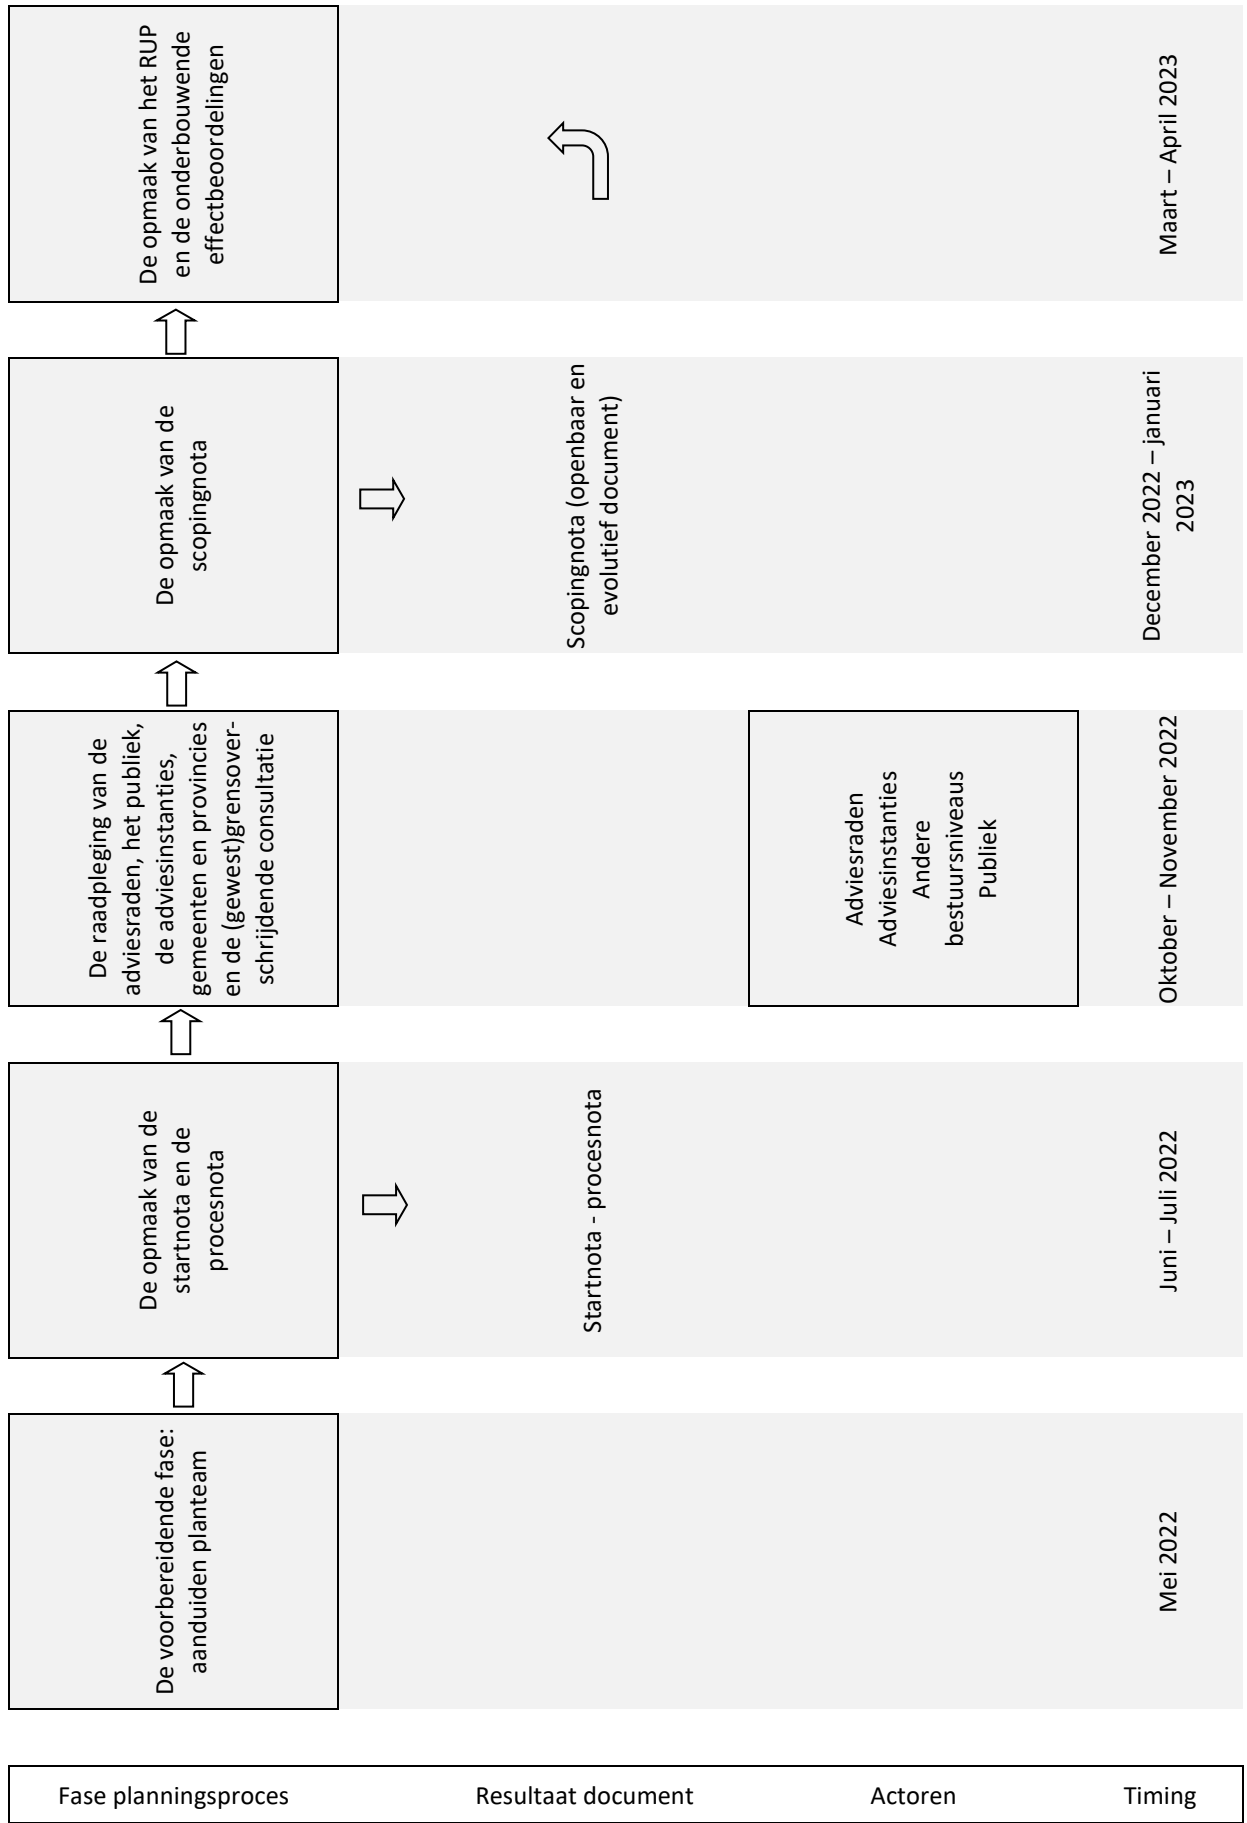 Fase planningsproces
Resultaat document
Actoren
Timing
De voorbereidende fase:
aanduiden planteam
Mei 2022
De opmaak van de
startnota en de
procesnota
Startnota - procesnota
Juni – Juli 2022
De raadpleging van de
adviesraden, het publiek,
de adviesinstanties,
gemeenten en provincies
en de (gewest)grensover-
schrijdende consultatie
Adviesraden
Adviesinstanties
Andere
bestuursniveaus
Publiek
Oktober – November 2022
De opmaak van de
scopingnota
Scopingnota (openbaar en
evolutief document)
December 2022 – januari
2023
De opmaak van het RUP
en de onderbouwende
effectbeoordelingen
Maart – April 2023